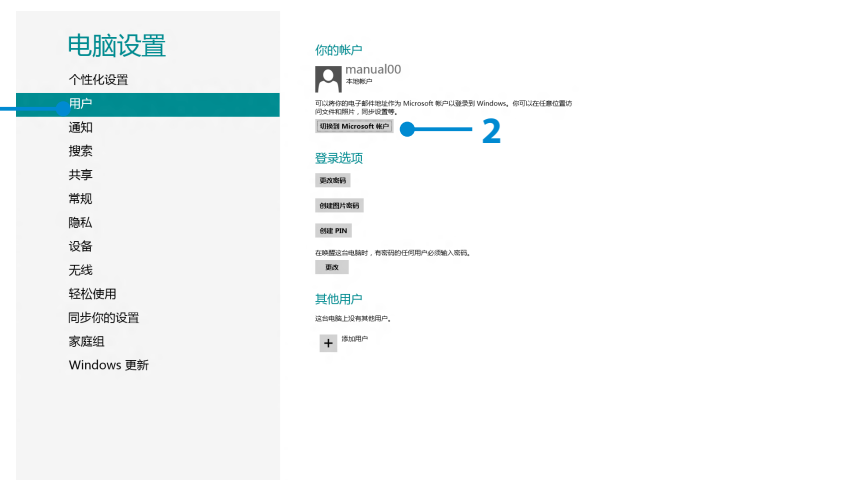 电脑设置
个性化设置
用户
通知
搜索
共享
常规
隐私
设备
无线
轻松使用
同步你的设置
家庭组
Windows 更新
你的帐户
manual00
本地帐户
可以将你的电子邮件地址作为 Microsoft 帐户以登录到 Windows。你可以在任意位置访
问文件和照片，同步设置等。
切换到 Microsoft 帐户
2
登录选项
更改密码
创建图片密码
创建 PIN
在唤醒这台电脑时，有密码的任何用户必须输入密码。
更改
其他用户
这台电脑上没有其他用户。
+ 添加用户